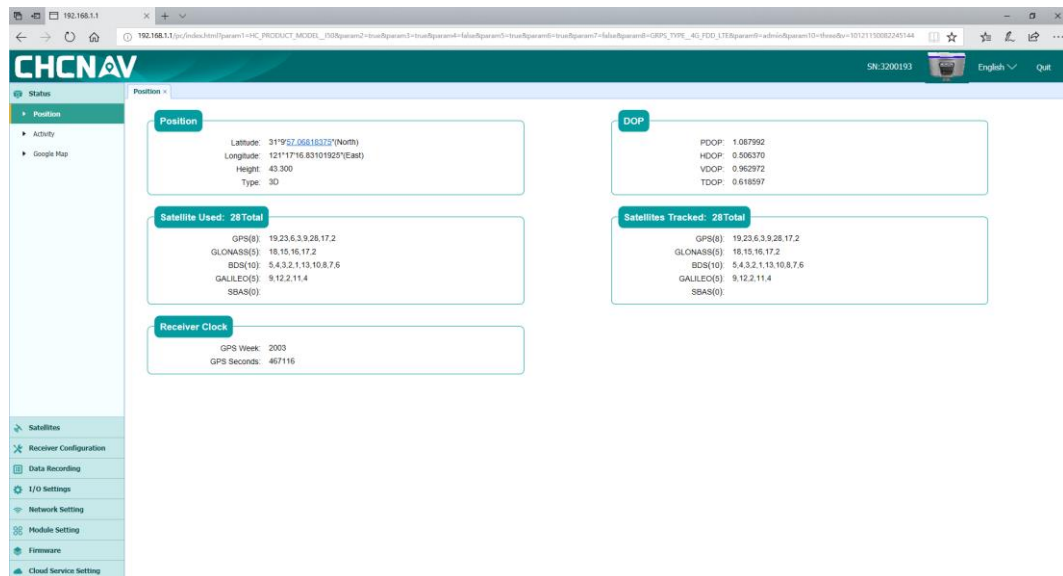 192.168.1.1
192.168.1.1/pc/index.html?param1=HC_PRODUCT_MODEL__I50&param2=true&param3=true&param4=false&param5=true&param6=true&param7=false&param8=GRPS_TYPE__4G_FDD_LTE&param9=admin&param10=three&v=10121150082245144
CHCNAV
SN:3200193
English
Quit
Status
Position ×
Position
Activity
Google Map
Position
Latitude: 31°9'57.06818375"(North)
Longitude: 121°17'16.83101925"(East)
Height: 43.300
Type: 3D
DOP
PDOP: 1.087992
HDOP: 0.506370
VDOP: 0.962972
TDOP: 0.618597
Satellite Used: 28Total
GPS(8): 19,23,6,3,9,28,17,2
GLONASS(5): 18,15,16,17,2
BDS(10): 5,4,3,2,1,13,10,8,7,6
GALILEO(5): 9,12,2,11,4
SBAS(0):
Satellites Tracked: 28Total
GPS(8): 19,23,6,3,9,28,17,2
GLONASS(5): 18,15,16,17,2
BDS(10): 5,4,3,2,1,13,10,8,7,6
GALILEO(5): 9,12,2,11,4
SBAS(0):
Receiver Clock
GPS Week: 2003
GPS Seconds: 467116
Satellites
Receiver Configuration
Data Recording
I/O Settings
Network Setting
Module Setting
Firmware
Cloud Service Setting